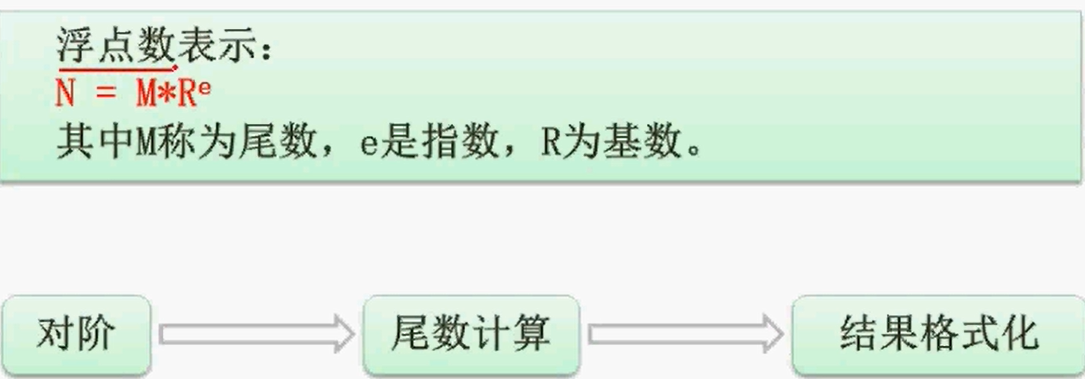 浮点数表示：
N = M*Rᵉ
其中M称为尾数，e是指数，R为基数。
对阶
尾数计算
结果格式化